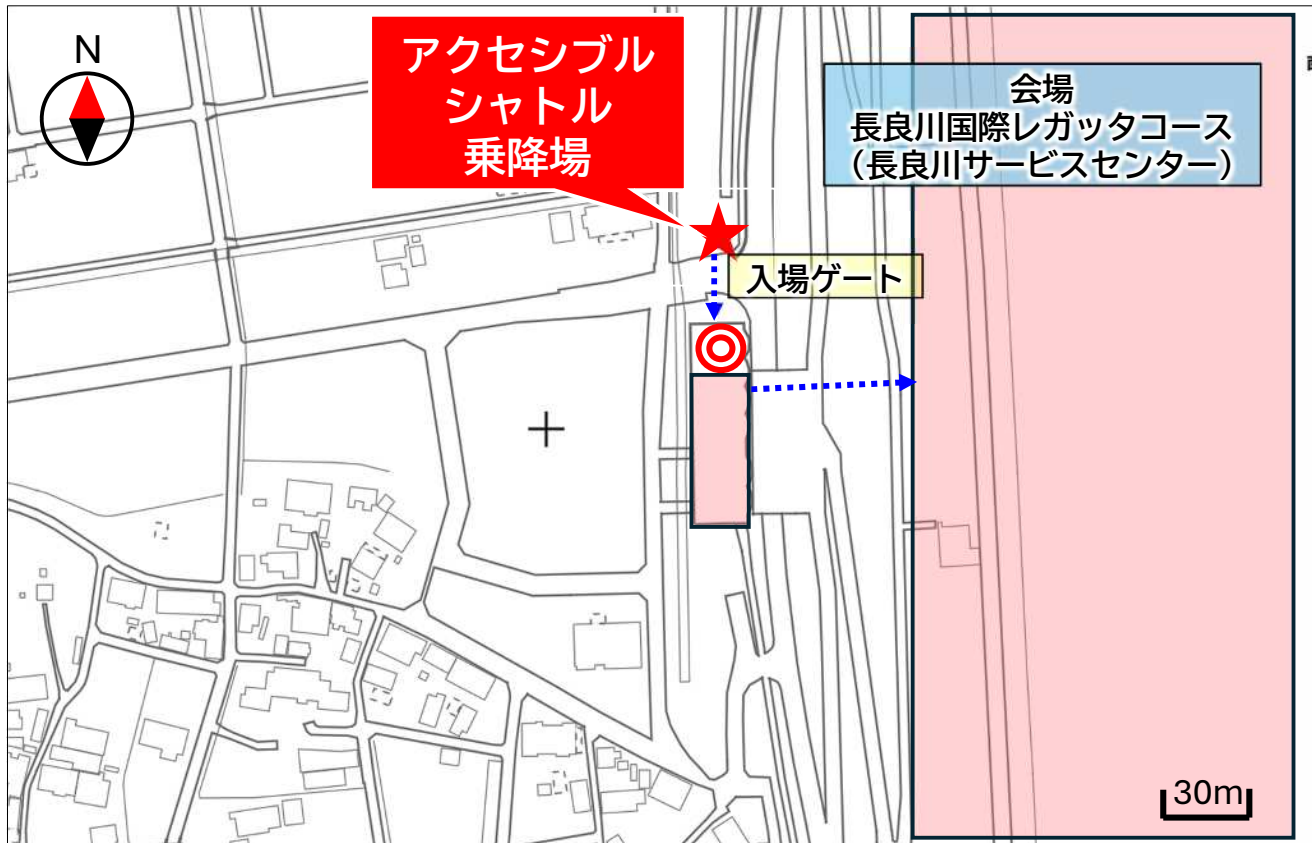 N
アクセシブル
シャトル
乗降場
会場
長良川国際レガッタコース
（長良川サービスセンター）
入場ゲート
30m